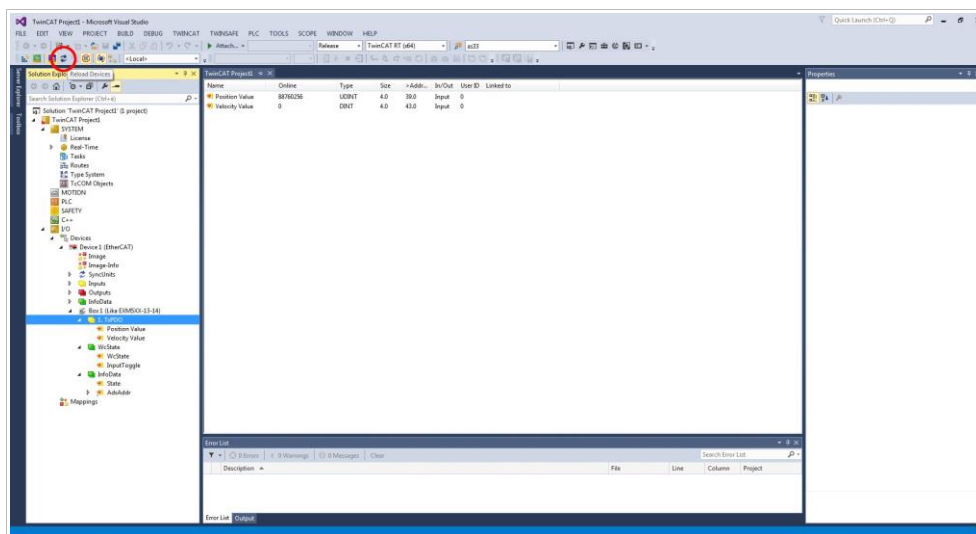 TwinCAT Project1 - Microsoft Visual Studio
Quick Launch (Ctrl+Q)
FILE EDIT VIEW PROJECT BUILD DEBUG TWINCAT TWINSAFE PLC TOOLS SCOPE WINDOW HELP
Attach... Release TwinCAT RT (x64) as33
<Local>
Server Explorer
Toolbox
Solution Explo
Reload Devices
Search Solution Explorer (Ctrl+è)
Solution 'TwinCAT Project1' (1 project)
TwinCAT Project1
SYSTEM
License
Real-Time
Tasks
Routes
Type System
TcCOM Objects
MOTION
PLC
SAFETY
C++
I/O
Devices
Device 1 (EtherCAT)
Image
Image-Info
SyncUnits
Inputs
Outputs
InfoData
Box 1 (Like EXM5XX-13-14)
1. TxPDO
Position Value
Velocity Value
WcState
WcState
InputToggle
InfoData
State
AdsAddr
Mappings
TwinCAT Project1
Name Online Type Size >Addr... In/Out User ID Linked to
Position Value 88760256 UDINT 4.0 39.0 Input 0
Velocity Value 0 DINT 4.0 43.0 Input 0
Error List
0 Errors 0 Warnings 0 Messages Clear
Search Error List
Description File Line Column Project
Error List Output
Properties